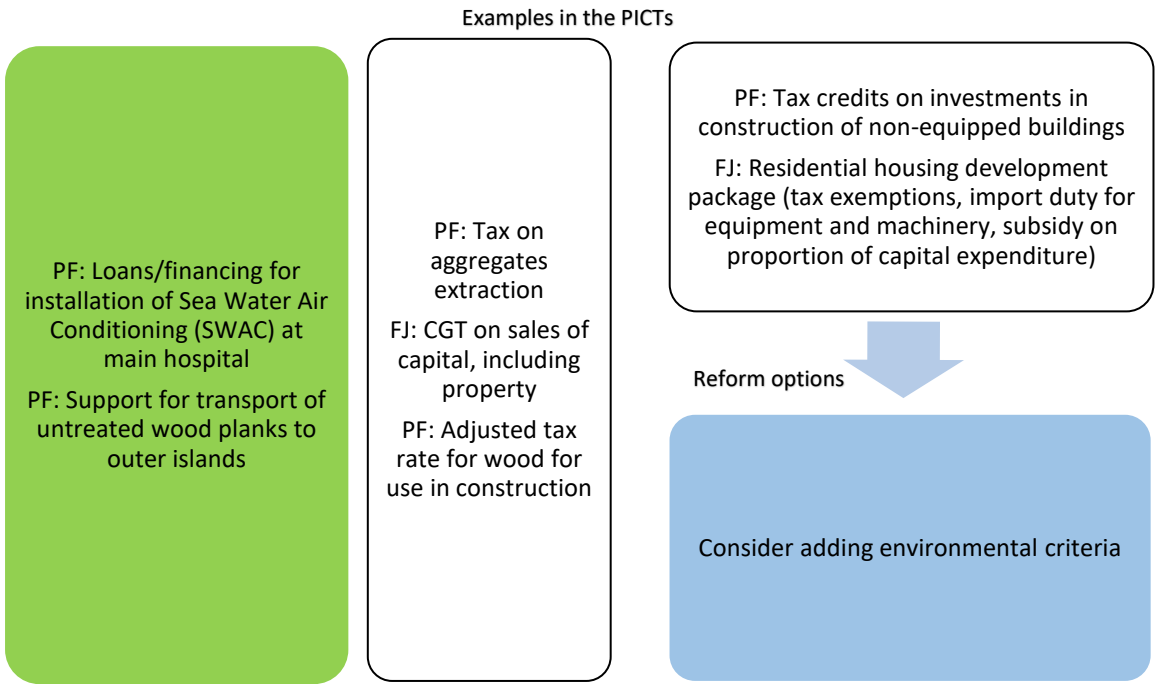 Examples in the PICTs
PF: Loans/financing for
installation of Sea Water Air
Conditioning (SWAC) at
main hospital
PF: Support for transport of
untreated wood planks to
outer islands
PF: Tax on
aggregates
extraction
FJ: CGT on sales of
capital, including
property
PF: Adjusted tax
rate for wood for
use in construction
PF: Tax credits on investments in
construction of non-equipped buildings
FJ: Residential housing development
package (tax exemptions, import duty for
equipment and machinery, subsidy on
proportion of capital expenditure)
Reform options
Consider adding environmental criteria